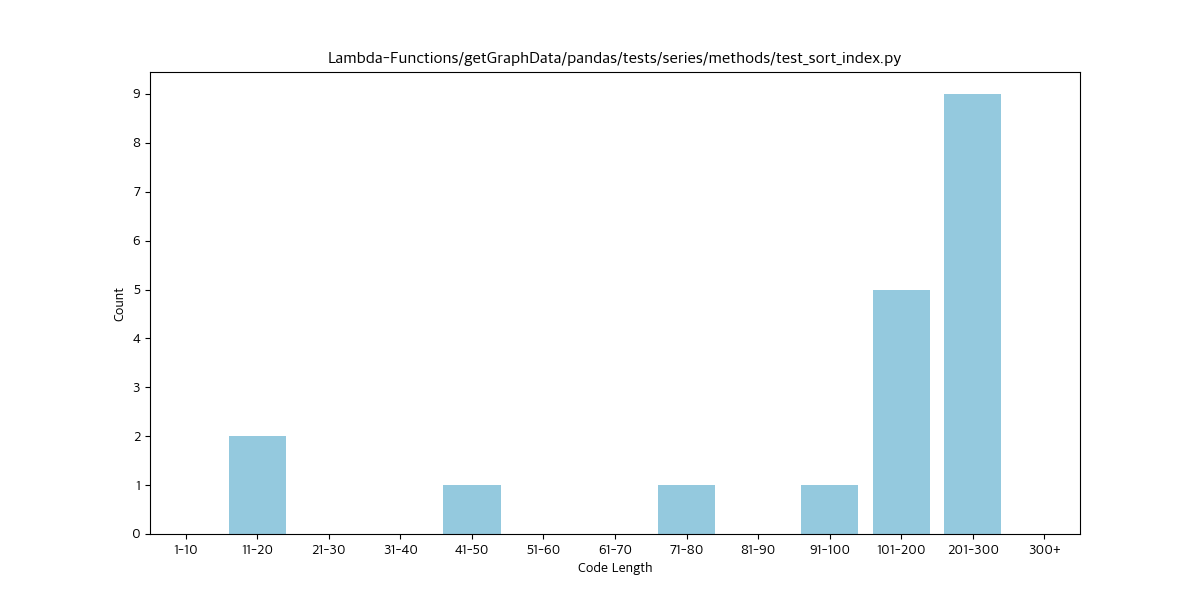 Lambda-Functions/getGraphData/pandas/tests/series/methods/test_sort_index.py
9
8
7
6
5
4
3
2
1
0
Count
1-10 11-20 21-30 31-40 41-50 51-60 61-70 71-80 81-90 91-100 101-200 201-300 300+
Code Length